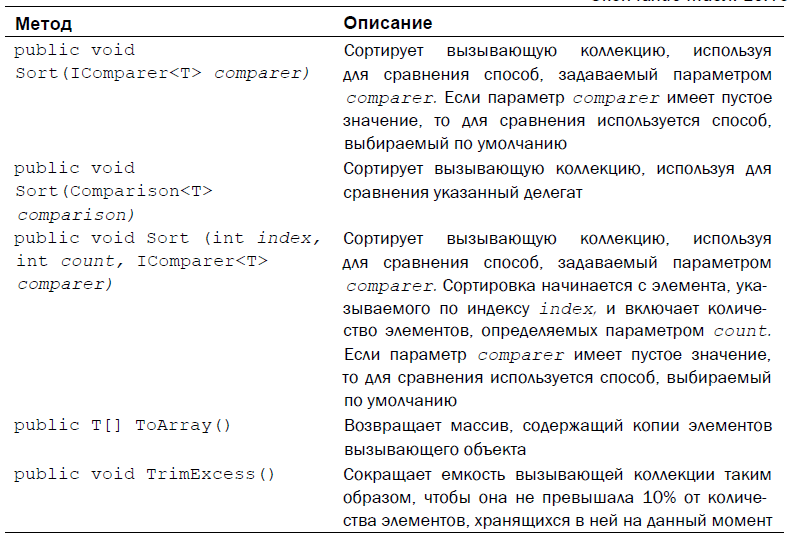 Метод Описание
public void
Sort(IComparer<T> comparer)
Сортирует вызывающую коллекцию, используя
для сравнения способ, задаваемый параметром
comparer. Если параметр comparer имеет пустое
значение, то для сравнения используется способ,
выбираемый по умолчанию
public void
Sort(Comparison<T>
comparison)
Сортирует вызывающую коллекцию, используя для
сравнения указанный делегат
public void Sort (int index,
int count, IComparer<T>
comparer)
Сортирует вызывающую коллекцию, используя
для сравнения способ, задаваемый параметром
comparer. Сортировка начинается с элемента, ука-
зываемого по индексу index, и включает количе-
ство элементов, определяемых параметром count.
Если параметр comparer имеет пустое значение,
то для сравнения используется способ, выбираемый
по умолчанию
public T[] ToArray()
Возвращает массив, содержащий копии элементов
вызывающего объекта
public void TrimExcess()
Сокращает емкость вызывающей коллекции таким
образом, чтобы она не превышала 10% от количе-
ства элементов, хранящихся в ней на данный момент